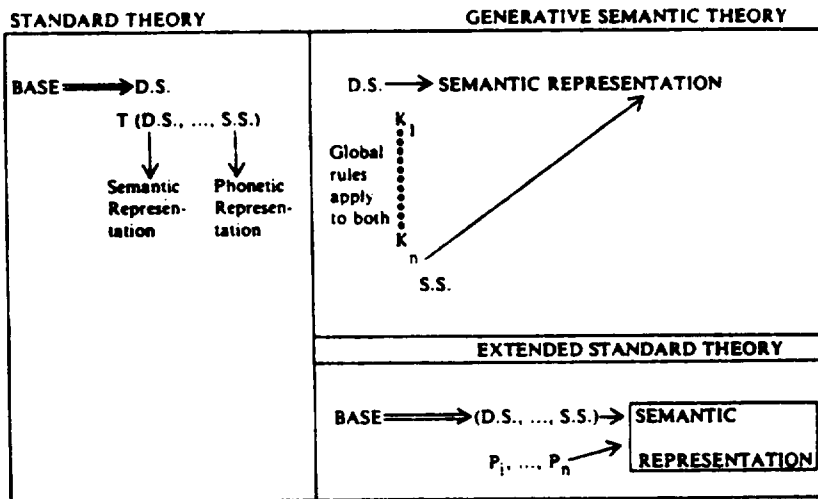 STANDARD THEORY
BASE D.S.
T (D.S., ..., S.S.)
Semantic
Represen-
tation
Phonetic
Represen-
tation
GENERATIVE SEMANTIC THEORY
D.S. SEMANTIC REPRESENTATION
K1
Global
rules
apply
to both
Kn
S.S.
EXTENDED STANDARD THEORY
BASE (D.S., ..., S.S.) SEMANTIC
Pi, ..., Pn REPRESENTATION